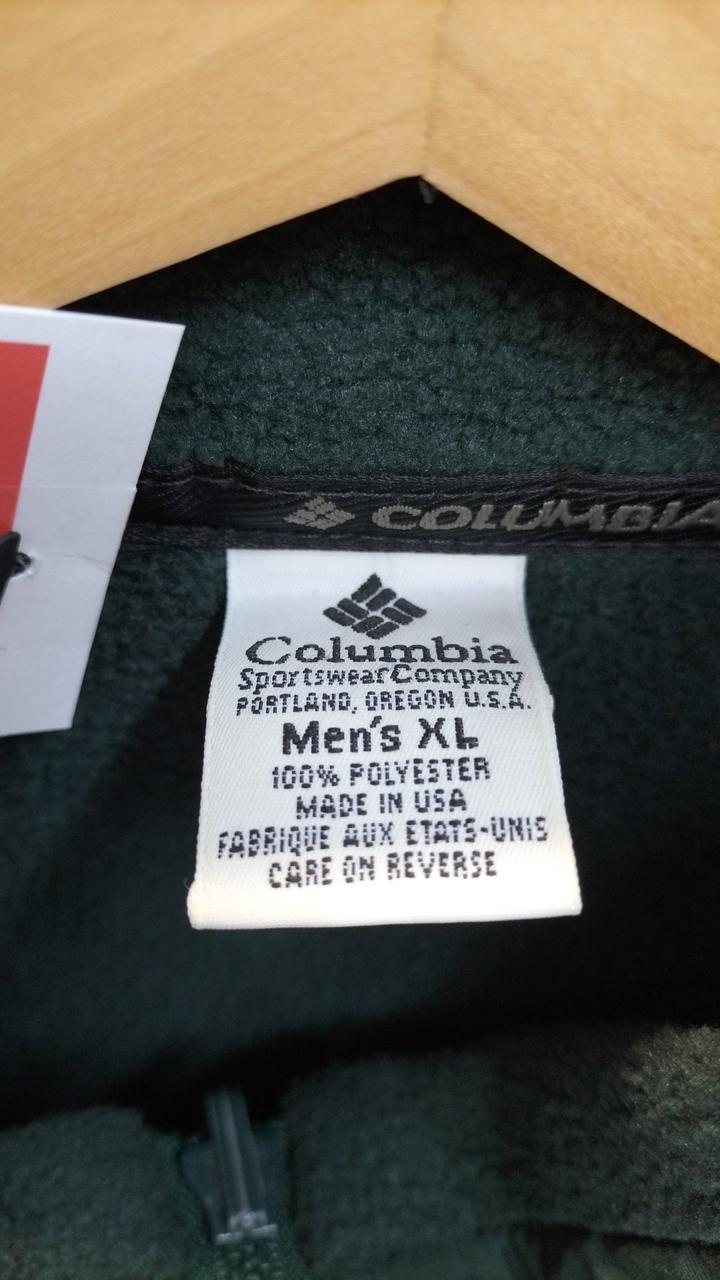 COLUMBIA
Columbia
Sportswear Company
PORTLAND, OREGON U.S.A.
Men's XL
100% POLYESTER
MADE IN USA
FABRIQUE AUX ETATS-UNIS
CARE ON REVERSE